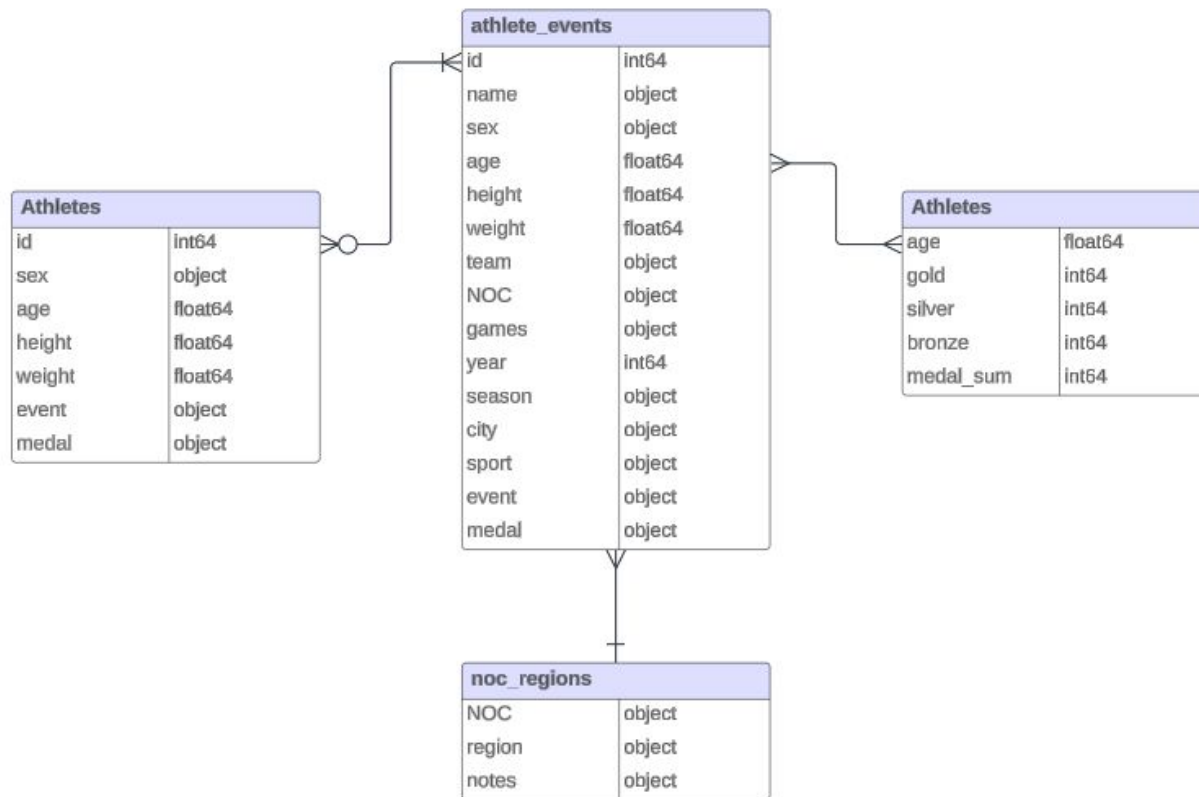 athlete_events
id int64
name object
sex object
age float64
height float64
weight float64
team object
NOC object
games object
year int64
season object
city object
sport object
event object
medal object
Athletes
id int64
sex object
age float64
height float64
weight float64
event object
medal object
Athletes
age float64
gold int64
silver int64
bronze int64
medal_sum int64
noc_regions
NOC object
region object
notes object